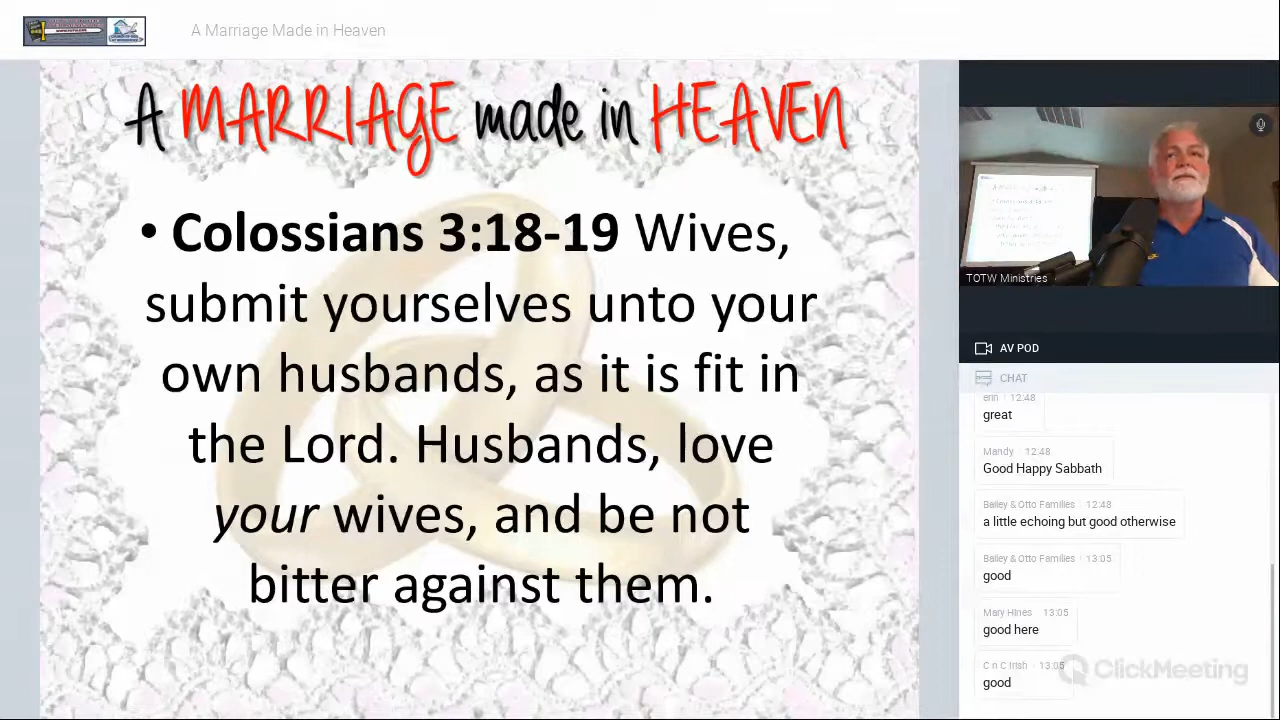 A Marriage Made in Heaven
A MARRIAGE made in HEAVEN
• Colossians 3:18-19 Wives,
submit yourselves unto your
own husbands, as it is fit in
the Lord. Husbands, love
your wives, and be not
bitter against them.
TOTW Ministries
AV POD
CHAT
erin 12:48
great
Mandy 12:48
Good Happy Sabbath
Bailey & Otto Families 12:48
a little echoing but good otherwise
Bailey & Otto Families 13:05
good
Mary Hines 13:05
good here
C n C Irish 13:05
good
ClickMeeting